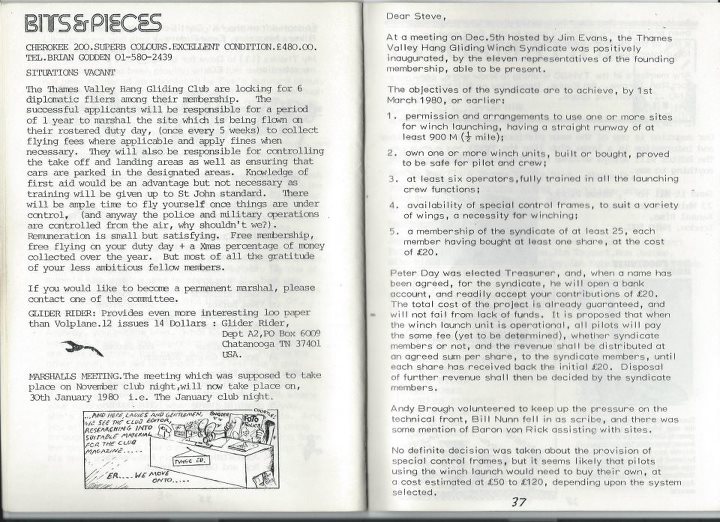 BITS & PIECES
CHEROKEE 200.SUPERB COLOURS.EXCELLENT CONDITION.£480.00.
TEL.BRIAN GODDEN 01-580-2439
SITUATIONS VACANT
The Thames Valley Hang Gliding Club are looking for 6
diplomatic fliers among their membership. The
successful applicants will be responsible for a period
of 1 year to marshal the site which is being flown on
their rostered duty day, (once every 5 weeks) to collect
flying fees where applicable and apply fines when
necessary. They will also be responsible for controlling
the take off and landing areas as well as ensuring that
cars are parked in the designated areas. Knowledge of
first aid would be an advantage but not necessary as
training will be given up to St John standard. There
will be ample time to fly yourself once things are under
control, (and anyway the police and military operations
are controlled from the air, why shouldn't we?).
Remuneration is small but satisfying. Free membership,
free flying on your duty day + a Xmas percentage of money
collected over the year. But most of all the gratitude
of your less ambitious fellow members.
If you would like to become a permanent marshal, please
contact one of the committee.
GLIDER RIDER: Provides even more interesting loo paper
than Volplane.12 issues 14 Dollars : Glider Rider,
Dept A2,PO Box 6009
Chatanooga TN 37401
USA.
MARSHALLS MEETING.The meeting which was supposed to take
place on November club night,will now take place on,
30th January 1980 i.e. The January club night.
...AND HERE, LADIES AND GENTLEMEN,
WE SEE THE CLUB EDITOR,
RESEARCHING INTO
SUITABLE MATERIAL
FOR THE CLUB
MAGAZINE.....
ER....WE MOVE
ONTO.....
Dear Steve,
At a meeting on Dec.5th hosted by Jim Evans, the Thames
Valley Hang Gliding Winch Syndicate was positively
inaugurated, by the eleven representatives of the founding
membership, able to be present.
The objectives of the syndicate are to achieve, by 1st
March 1980, or earlier:
1. permission and arrangements to use one or more sites
for winch launching, having a straight runway of at
least 900 M (½ mile);
2. own one or more winch units, built or bought, proved
to be safe for pilot and crew;
3. at least six operators,fully trained in all the launching
crew functions;
4. availability of special control frames, to suit a variety
of wings, a necessity for winching;
5. a membership of the syndicate of at least 25, each
member having bought at least one share, at the cost
of £20.
Peter Day was elected Treasurer, and, when a name has
been agreed, for the syndicate, he will open a bank
account, and readily accept your contributions of £20.
The total cost of the project is already guaranteed, and
will not fail from lack of funds. It is proposed that when
the winch launch unit is operational, all pilots will pay
the same fee (yet to be determined), whether syndicate
members or not, and the revenue shall be distributed at
an agreed sum per share, to the syndicate members, until
each share has received back the initial £20. Disposal
of further revenue shall then be decided by the syndicate
members.
Andy Brough volunteered to keep up the pressure on the
technical front, Bill Nunn fell in as scribe, and there was
some mention of Baron von Rick assisting with sites.
No definite decision was taken about the provision of
special control frames, but it seems likely that pilots
using the winch launch would need to buy their own, at
a cost estimated at £50 to £120, depending upon the system
selected.
37